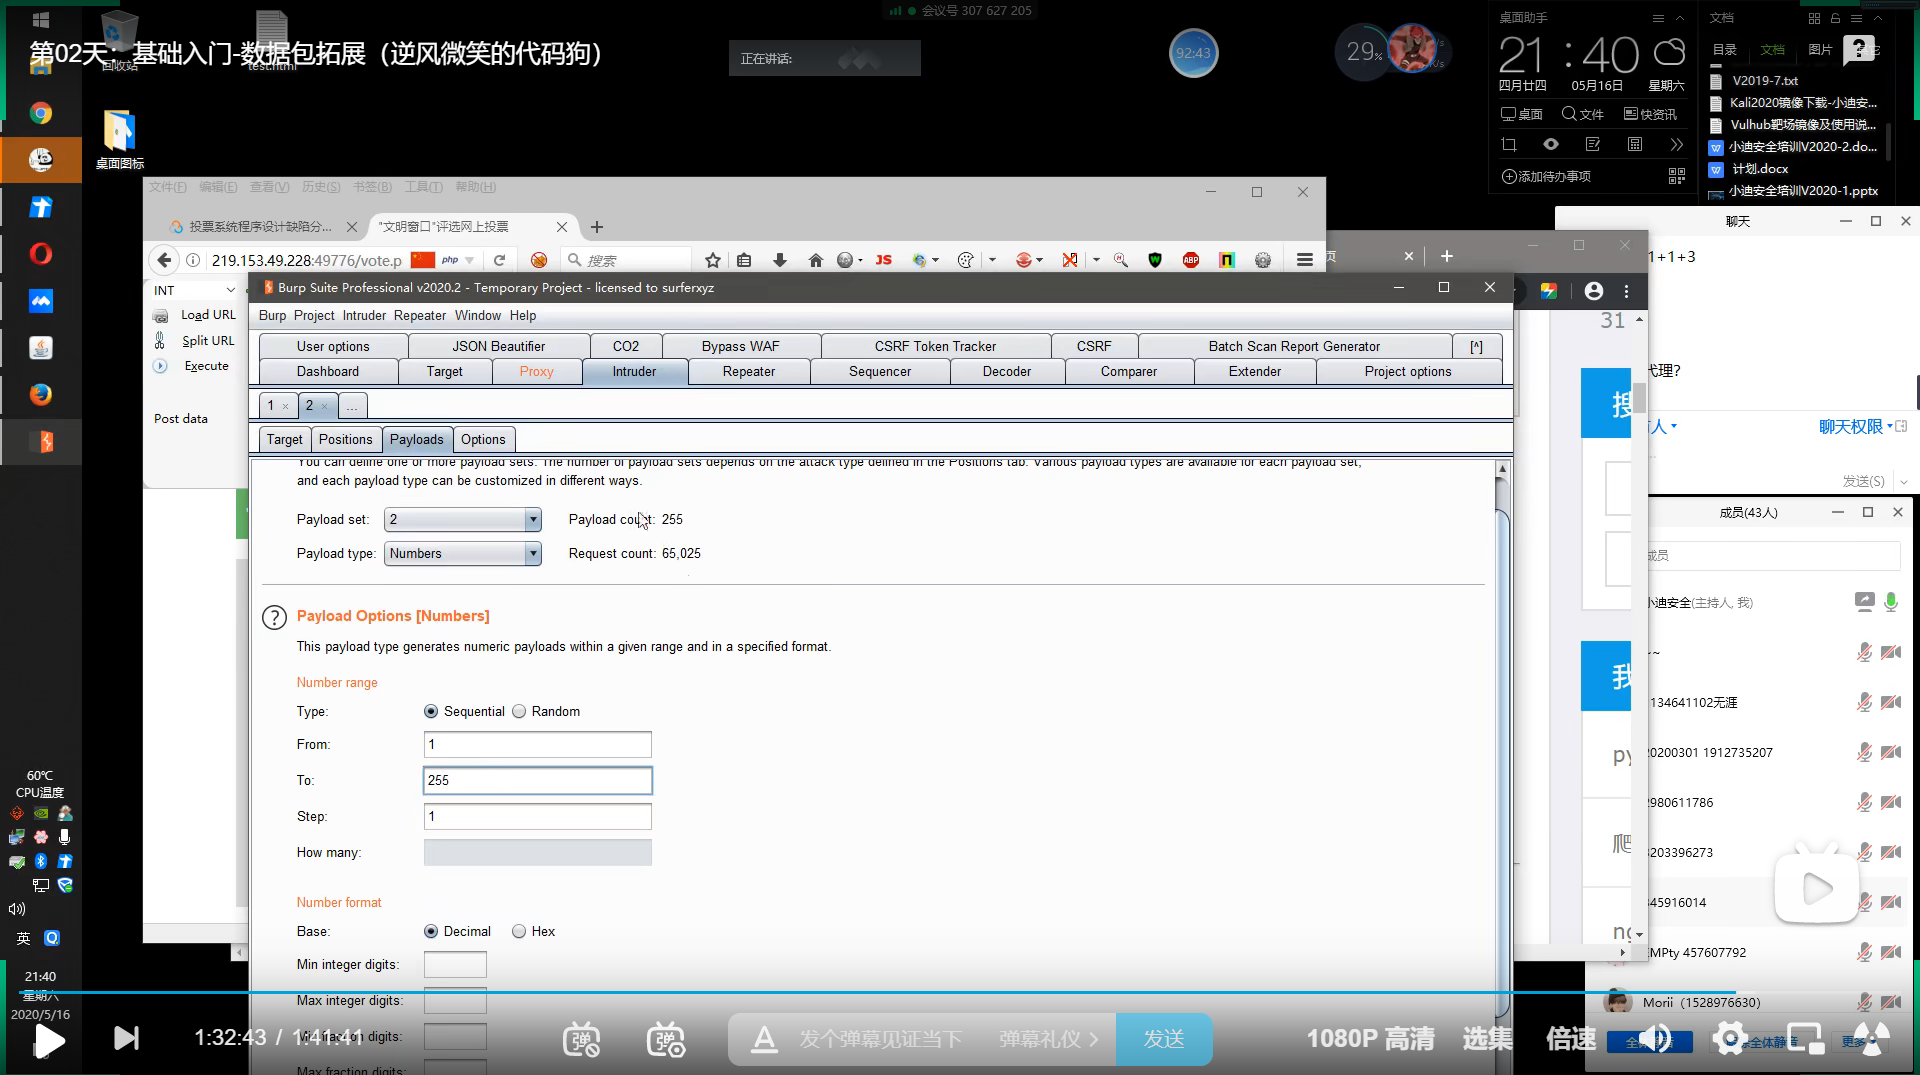 会议号 307 627 205
第02天：基础入门-数据包拓展（逆风微笑的代码狗）
回收站
test.html
正在讲话:
92:43
29%
桌面助手
21:40
四月廿四 05月16日 星期六
桌面 文件 快资讯
添加待办事项
文档
目录 文档 图片
V2019-7.txt
Kali2020镜像下载-小迪安...
Vulhub靶场镜像及使用说...
小迪安全培训V2020-2.do...
计划.docx
小迪安全培训V2020-1.pptx
桌面图标
文件(F) 编辑(E) 查看(V) 历史(S) 书签(B) 工具(T) 帮助(H)
投票系统程序设计缺陷分...
"文明窗口"评选网上投票
219.153.49.228:49776/vote.p
php
搜索
JS
ABP
INT
Load URL
Split URL
Execute
Post data
Burp Suite Professional v2020.2 - Temporary Project - licensed to surferxyz
Burp Project Intruder Repeater Window Help
User options JSON Beautifier CO2 Bypass WAF CSRF Token Tracker CSRF Batch Scan Report Generator [^]
Dashboard Target Proxy Intruder Repeater Sequencer Decoder Comparer Extender Project options
1 × 2 × ...
Target Positions Payloads Options
You can define one or more payload sets. The number of payload sets depends on the attack type defined in the Positions tab. Various payload types are available for each payload set,
and each payload type can be customized in different ways.
Payload set: 2 Payload count: 255
Payload type: Numbers Request count: 65,025
Payload Options [Numbers]
This payload type generates numeric payloads within a given range and in a specified format.
Number range
Type: Sequential Random
From: 1
To: 255
Step: 1
How many:
Number format
Base: Decimal Hex
Min integer digits:
Max integer digits:
Min fraction digits:
Max fraction digits:
31
搜
我
py
爬
聊天
1+1+3
代理?
人
聊天权限
发送(S)
成员(43人)
成员
小迪安全(主持人, 我)
~~
134641102无涯
20200301 1912735207
2980611786
3203396273
345916014
EMPty 457607792
Morii（1528976630）
60℃
CPU温度
英
21:40
星期六
2020/5/16
1:32:43 / 1:41:41
弹
弹
发个弹幕见证当下
弹幕礼仪
发送
1080P 高清
选集
倍速
更多